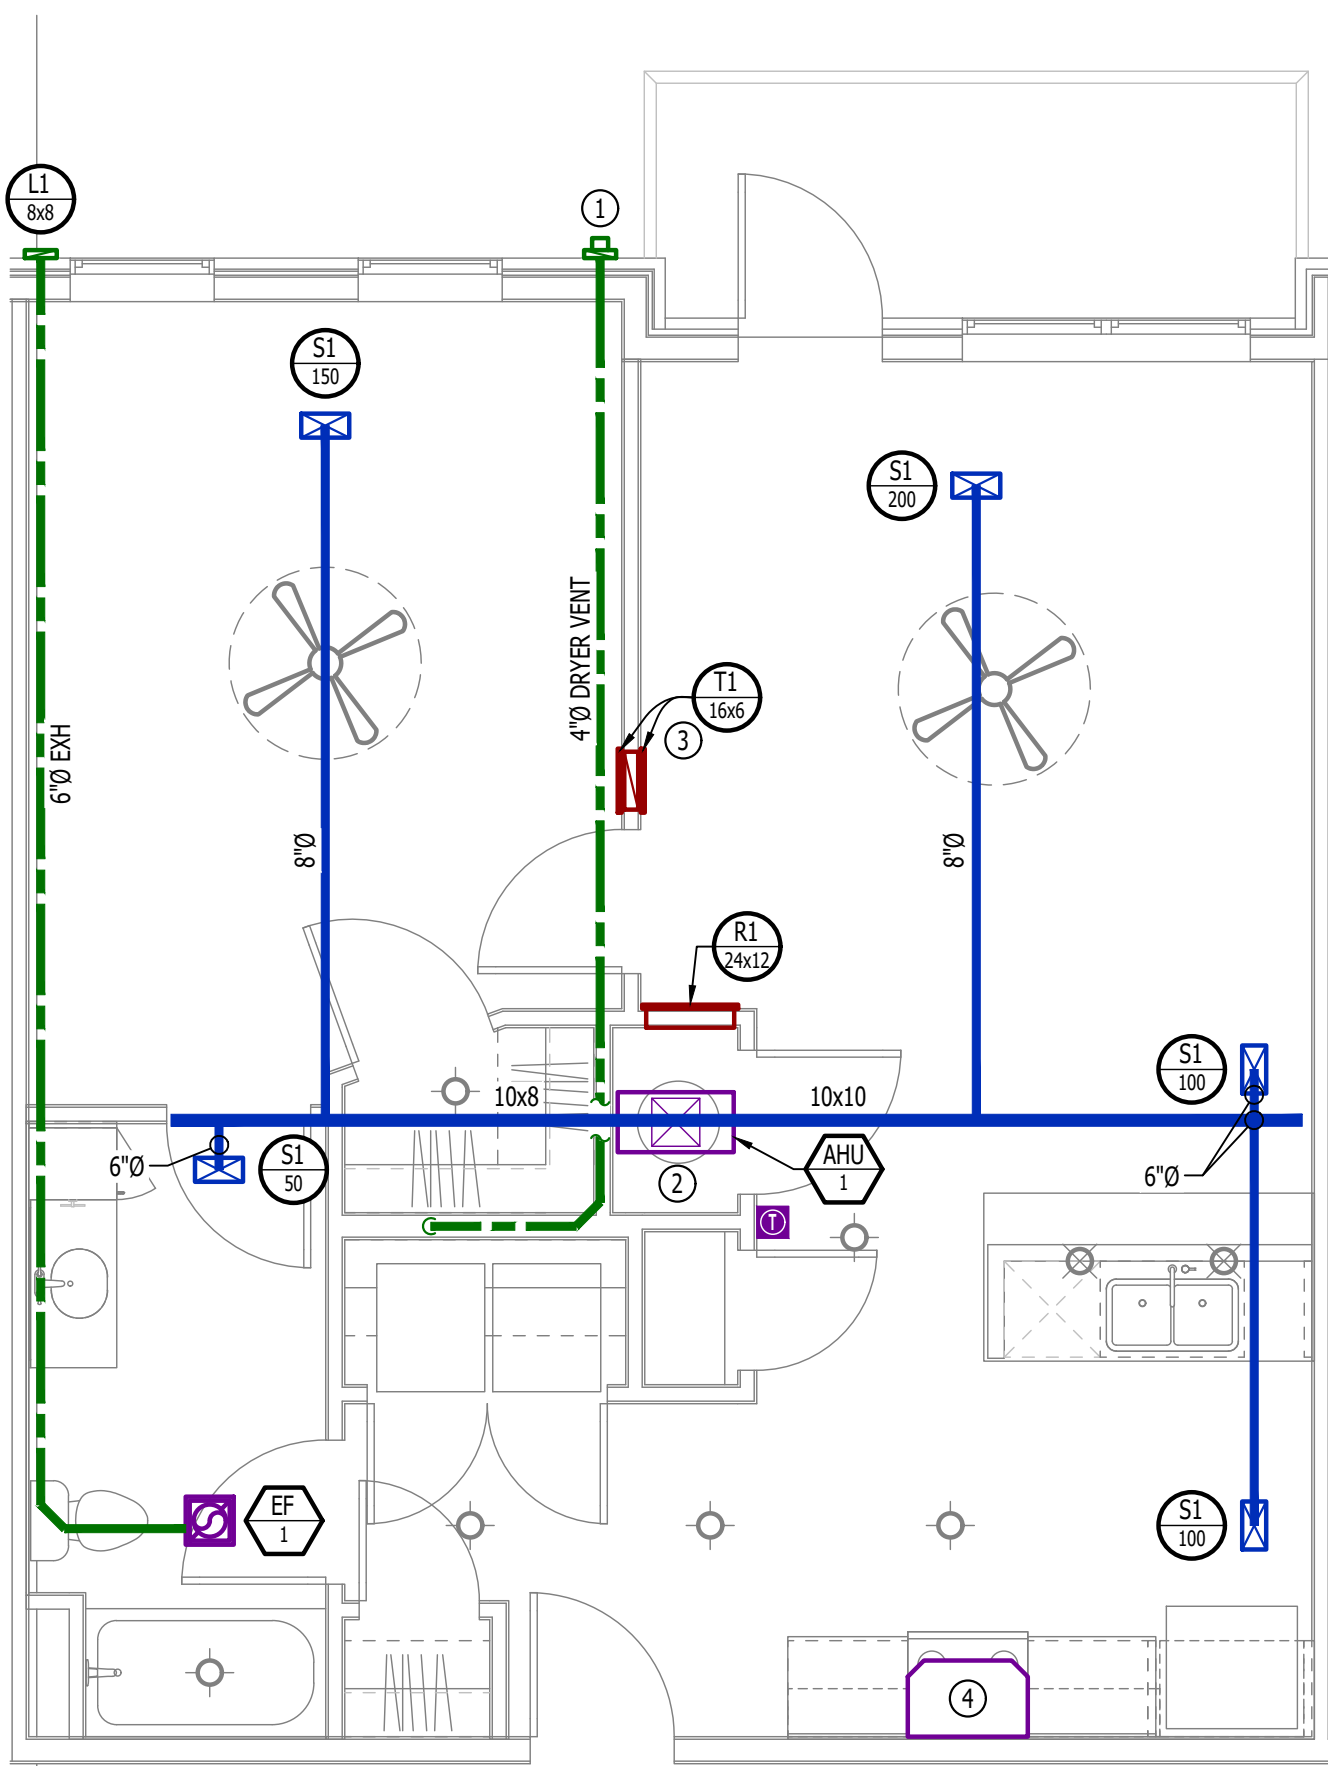 L1
8x8
1
S1
150
S1
200
4"Ø DRYER VENT
T1
16x6
3
6"Ø EXH
8"Ø
8"Ø
R1
24x12
S1
100
10x8
10x10
6"Ø
S1
50
2
AHU
1
6"Ø
T
EF
1
S1
100
4